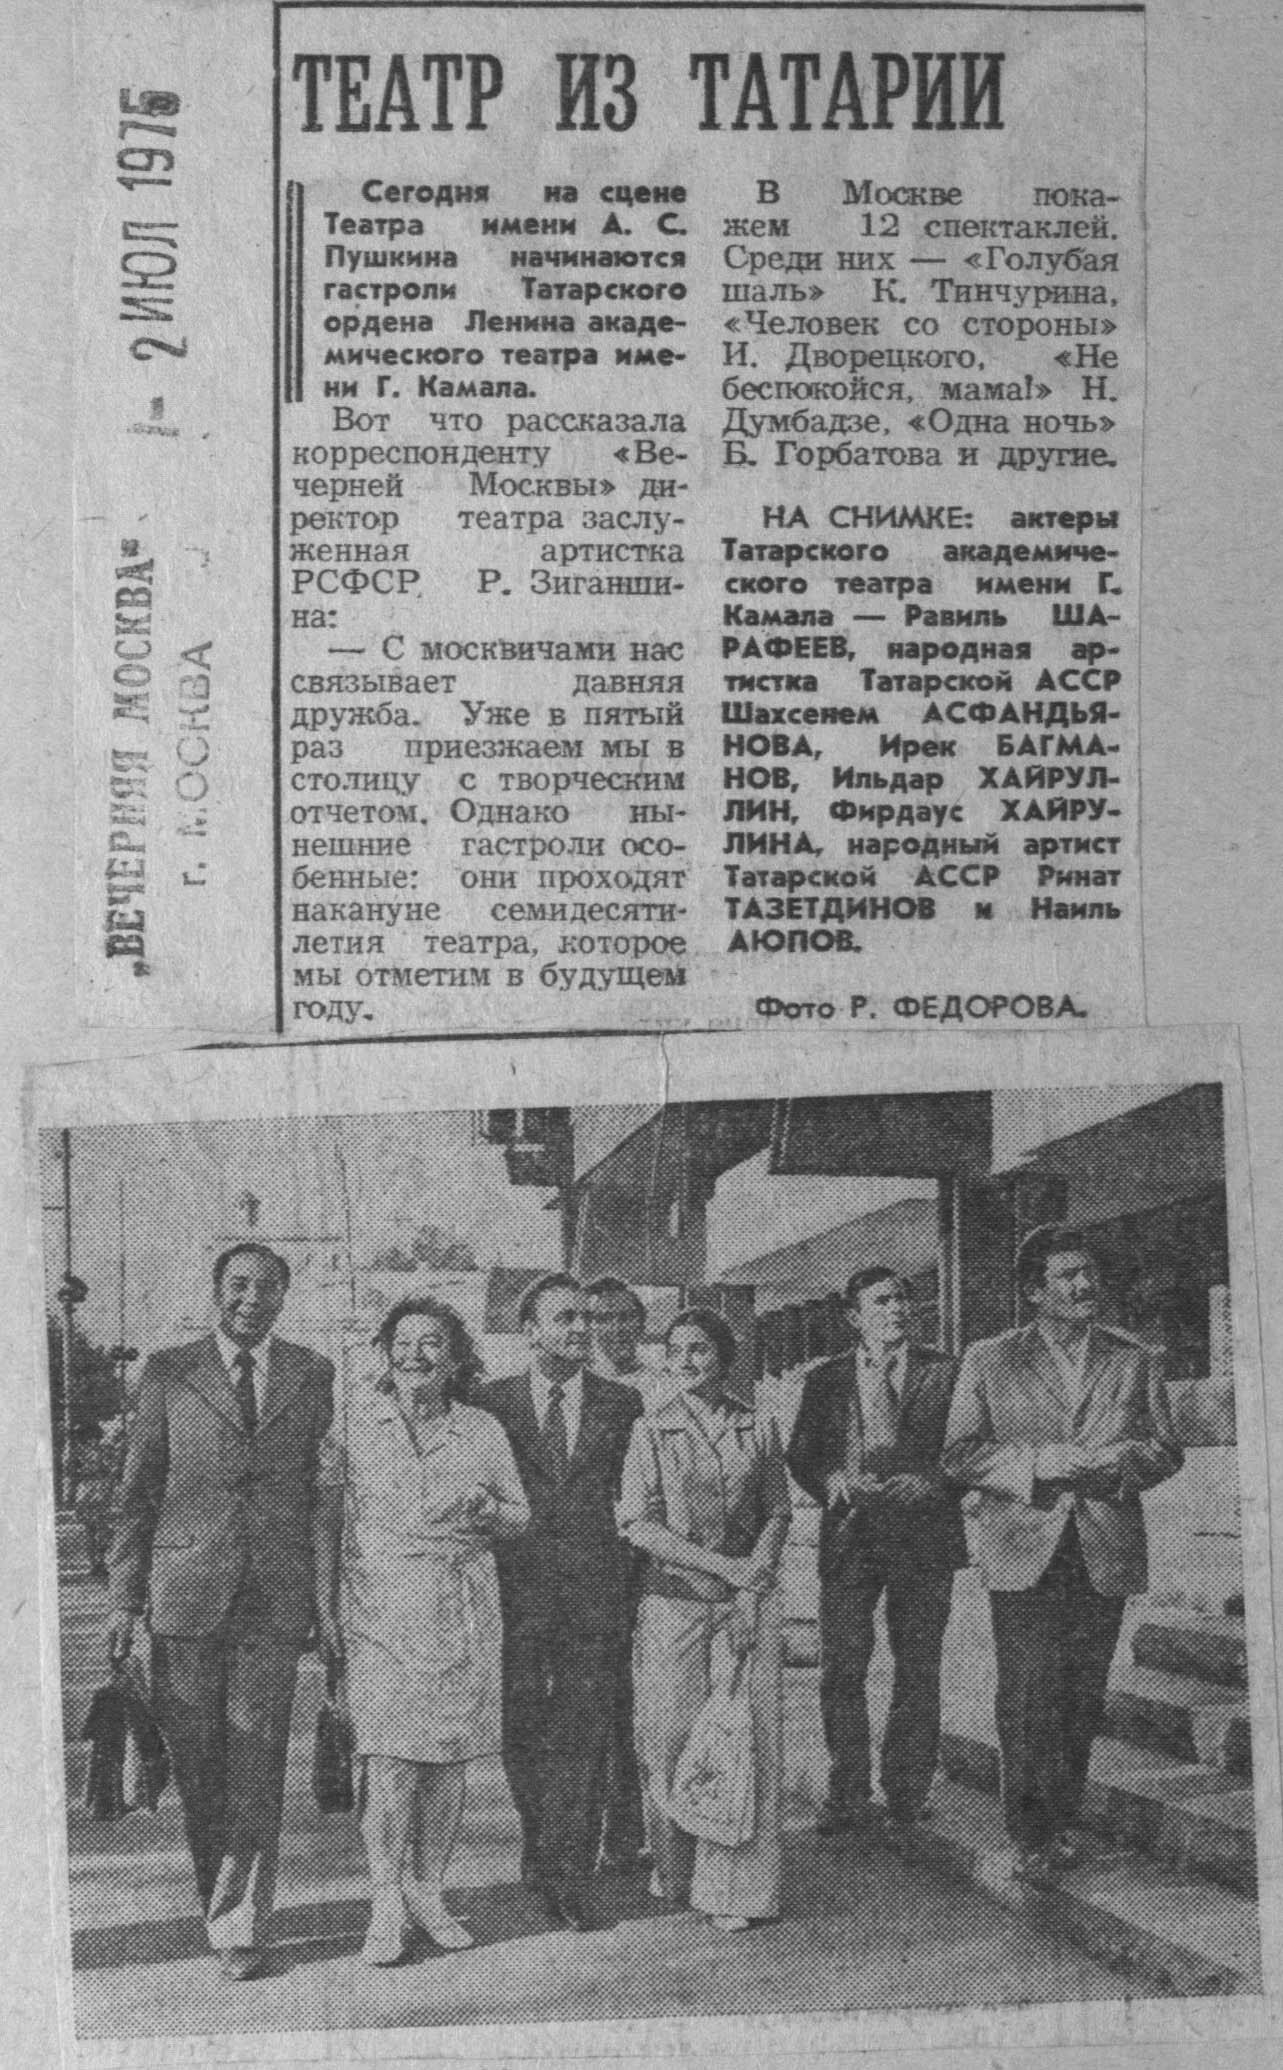 ТЕАТР ИЗ ТАТАРИИ
Сегодня на сцене
Театра имени А. С.
Пушкина начинаются
гастроли Татарского
ордена Ленина акаде-
мического театра име-
ни Г. Камала.
Вот что рассказала
корреспонденту «Ве-
черней Москвы» ди-
ректор театра заслу-
женная артистка
РСФСР Р. Зиганши-
на:
— С москвичами нас
связывает давняя
дружба. Уже в пятый
раз приезжаем мы в
столицу с творческим
отчетом. Однако ны-
нешние гастроли осо-
бенные: они проходят
накануне семидесяти-
летия театра, которое
мы отметим в будущем
году.
В Москве пока-
жем 12 спектаклей.
Среди них — «Голубая
шаль» К. Тинчурина,
«Человек со стороны»
И. Дворецкого, «Не
беспокойся, мама!» Н.
Думбадзе, «Одна ночь»
Б. Горбатова и другие.
НА СНИМКЕ: актеры
Татарского академиче-
ского театра имени Г.
Камала — Равиль ША-
РАФЕЕВ, народная ар-
тистка Татарской АССР
Шахсенем АСФАНДЬЯ-
НОВА, Ирек БАГМА-
НОВ, Ильдар ХАЙРУЛ-
ЛИН, Фирдаус ХАЙРУ-
ЛИНА, народный артист
Татарской АССР Ринат
ТАЗЕТДИНОВ и Наиль
АЮПОВ.
Фото Р. ФЕДОРОВА.
„ВЕЧЕРНЯЯ МОСКВА"
г. МОСКВА
- 2 ИЮЛ 1975